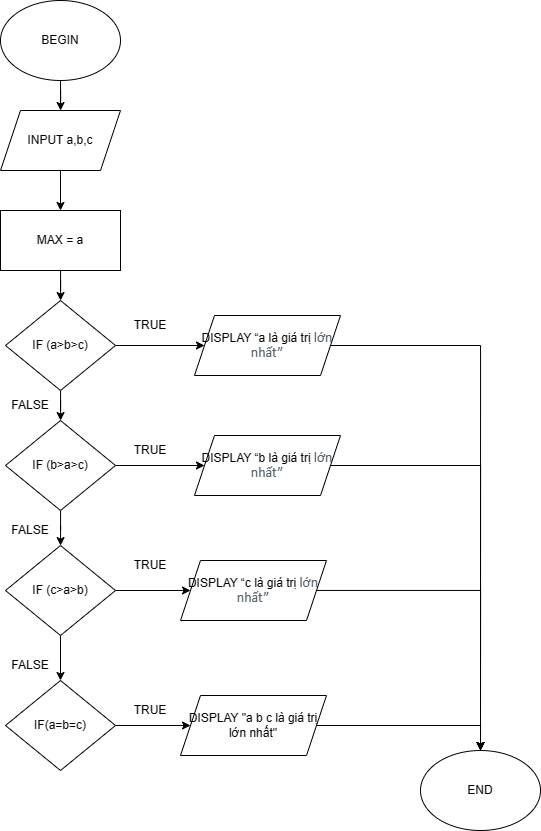 BEGIN
INPUT a,b,c
MAX = a
IF (a>b>c)
TRUE
DISPLAY “a là giá trị lớn
nhất”
FALSE
IF (b>a>c)
TRUE
DISPLAY “b là giá trị lớn
nhất”
FALSE
IF (c>a>b)
TRUE
DISPLAY “c là giá trị lớn
nhất”
FALSE
IF(a=b=c)
TRUE
DISPLAY "a b c là giá trị
lớn nhất"
END